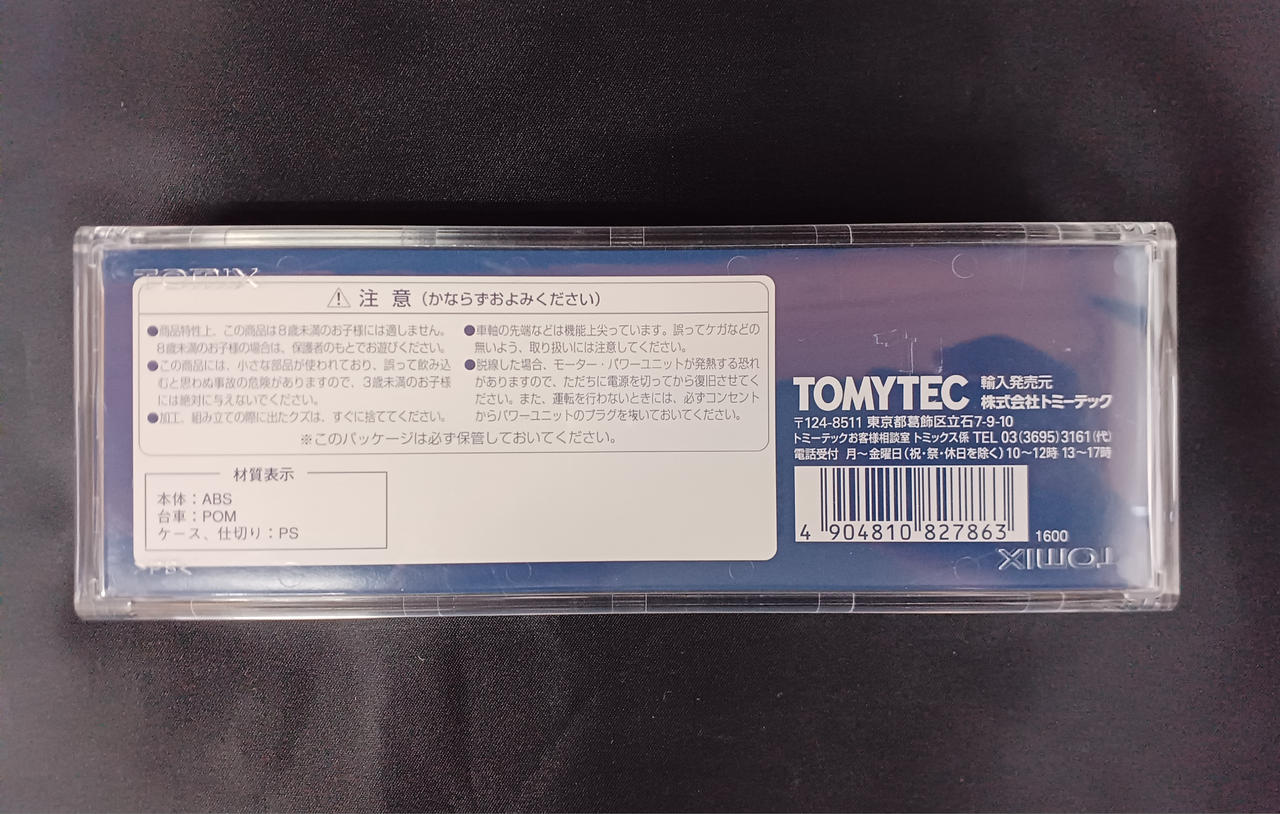 TOMIX
⚠ 注意(かならずおよみください)
●商品特性上、この商品は8歳未満のお子様には適しません。
8歳未満のお子様の場合は、保護者のもとでお遊びください。
●この商品には、小さな部品が使われており、誤って飲み込
むと思わぬ事故の危険がありますので、3歳未満のお子様
には絶対に与えないでください。
●加工、組み立ての際に出たクズは、すぐに捨ててください。
●車軸の先端などは機能上尖っています。誤ってケガなどの
無いよう、取り扱いには注意してください。
●脱線した場合、モーター・パワーユニットが発熱する恐れ
がありますので、ただちに電源を切ってから復旧させてく
ださい。また、運転を行わないときには、必ずコンセント
からパワーユニットのプラグを抜いておいてください。
※このパッケージは必ず保管しておいてください。
材質表示
本体:ABS
台車:POM
ケース、仕切り:PS
TOMYTEC 輸入発売元
株式会社トミーテック
〒124-8511 東京都葛飾区立石7-9-10
トミーテックお客様相談室 トミックス係 TEL 03(3695)3161(代)
電話受付 月〜金曜日(祝・祭・休日を除く)10〜12時 13〜17時
4 904810 827863
1600
TOMIX